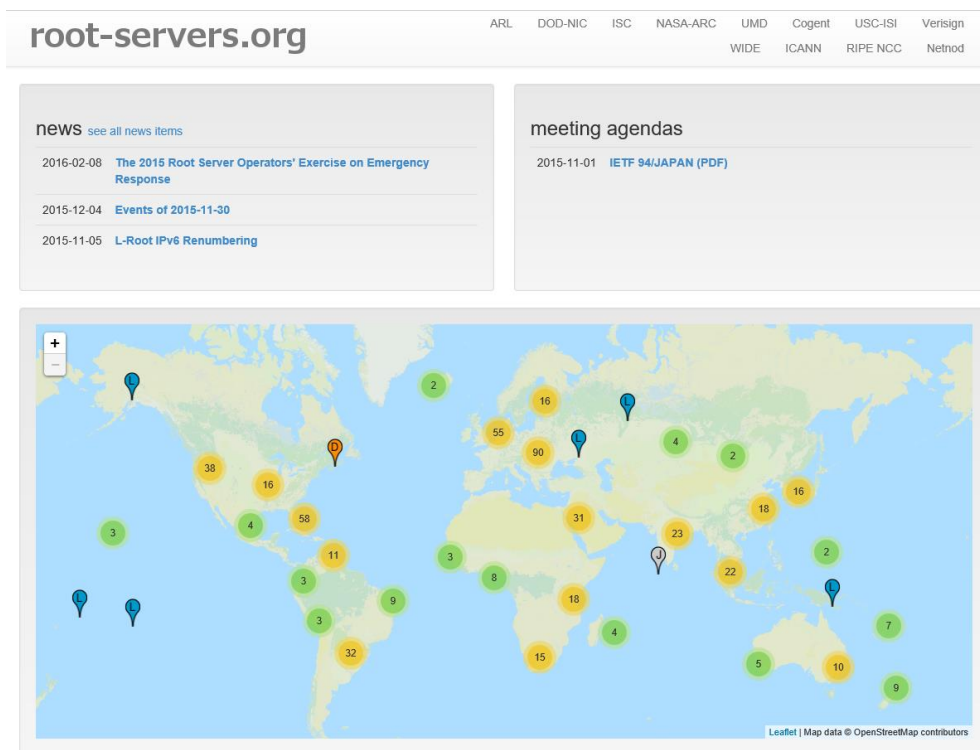 root-servers.org
ARL DOD-NIC ISC NASA-ARC UMD Cogent USC-ISI Verisign
WIDE ICANN RIPE NCC Netnod
news see all news items
2016-02-08 The 2015 Root Server Operators' Exercise on Emergency
Response
2015-12-04 Events of 2015-11-30
2015-11-05 L-Root IPv6 Renumbering
meeting agendas
2015-11-01 IETF 94/JAPAN (PDF)
+
−
L
2
16
L
55
L
4
D
90
2
38
16
16
58
18
4
31
3
23
11
3
J
2
22
3
8
L
L
9
18
L
3
4
7
32
15
5
10
9
Leaflet | Map data © OpenStreetMap contributors